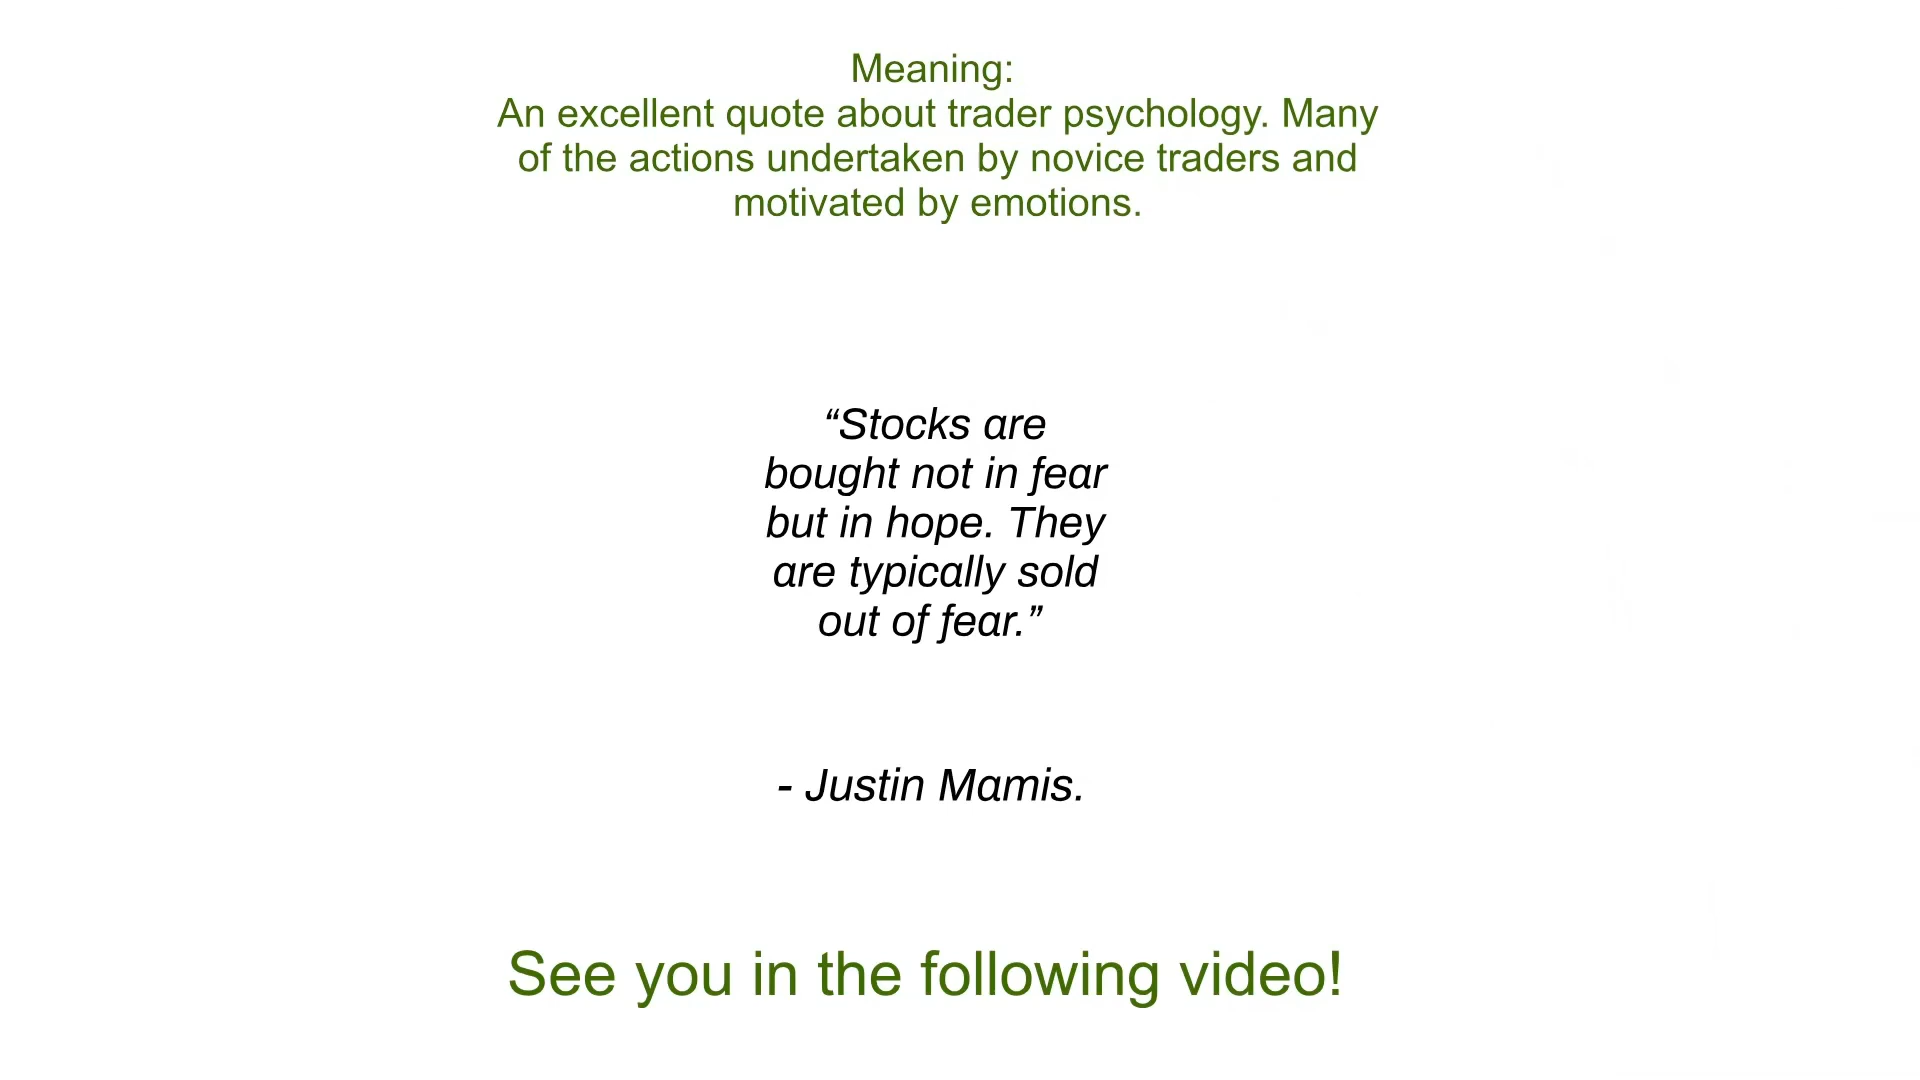 Meaning:
An excellent quote about trader psychology. Many
of the actions undertaken by novice traders and
motivated by emotions.
“Stocks are
bought not in fear
but in hope. They
are typically sold
out of fear.”
- Justin Mamis.
See you in the following video!